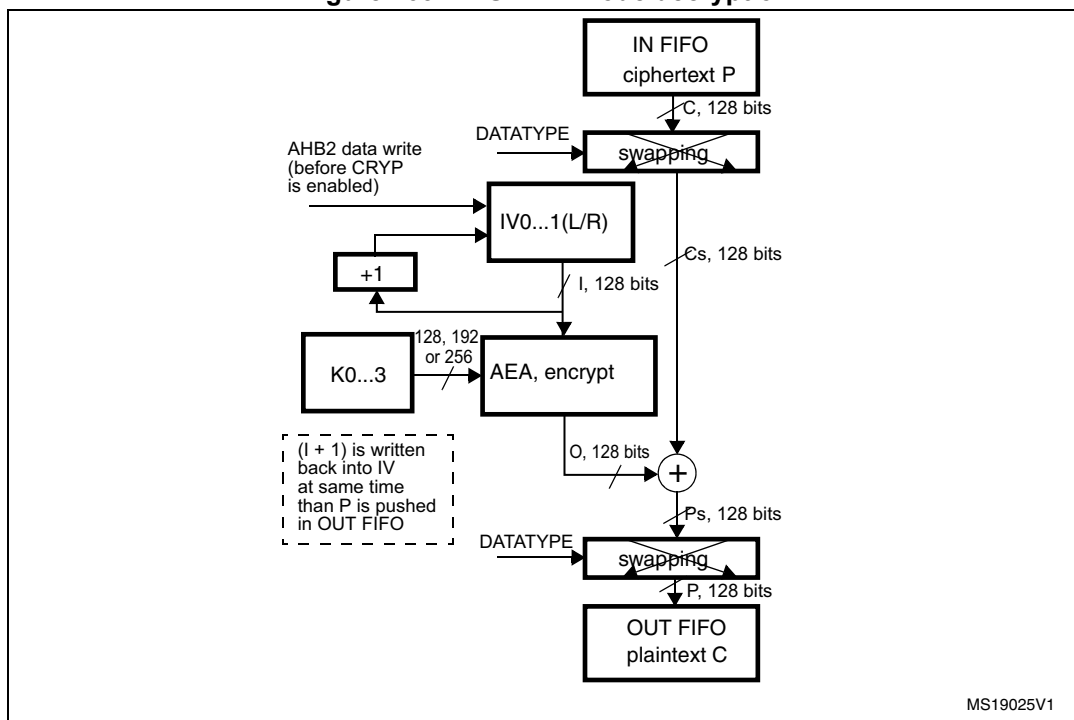 IN FIFO
ciphertext P
C, 128 bits
DATATYPE
swapping
AHB2 data write
(before CRYP
is enabled)
IV0...1(L/R)
Cs, 128 bits
+1
I, 128 bits
128, 192
or 256
K0...3
AEA, encrypt
(I + 1) is written
back into IV
at same time
than P is pushed
in OUT FIFO
O, 128 bits
+
Ps, 128 bits
DATATYPE
swapping
P, 128 bits
OUT FIFO
plaintext C
MS19025V1